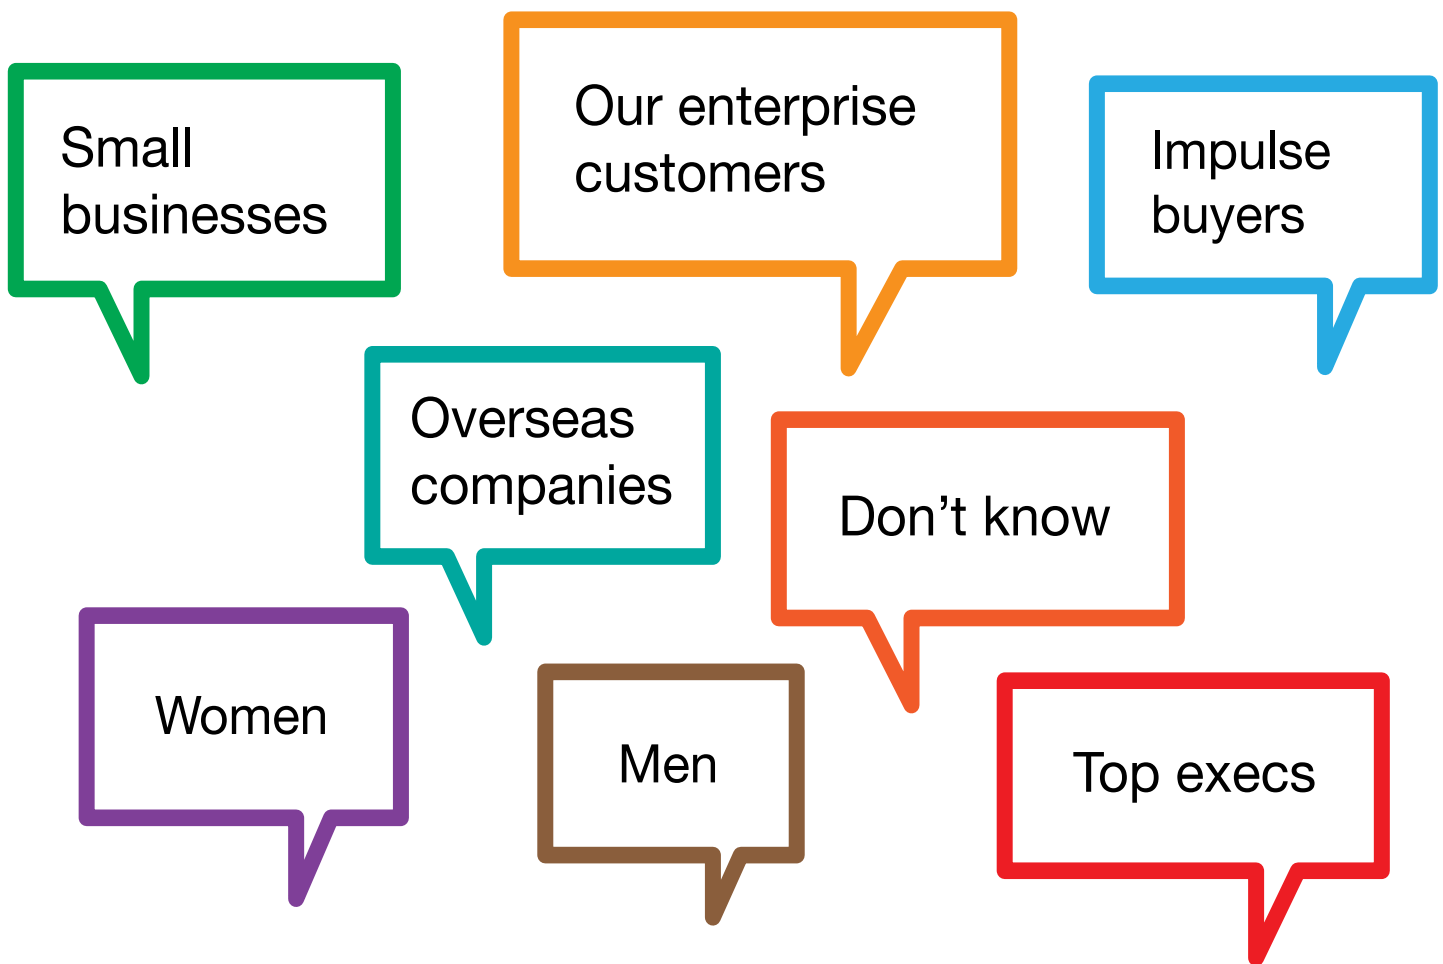 Small
businesses
Our enterprise
customers
Impulse
buyers
Overseas
companies
Don’t know
Women
Men
Top execs